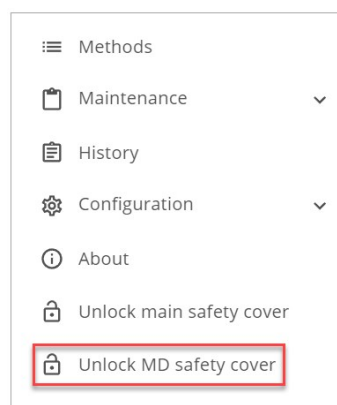 Methods
Maintenance
History
Configuration
About
Unlock main safety cover
Unlock MD safety cover